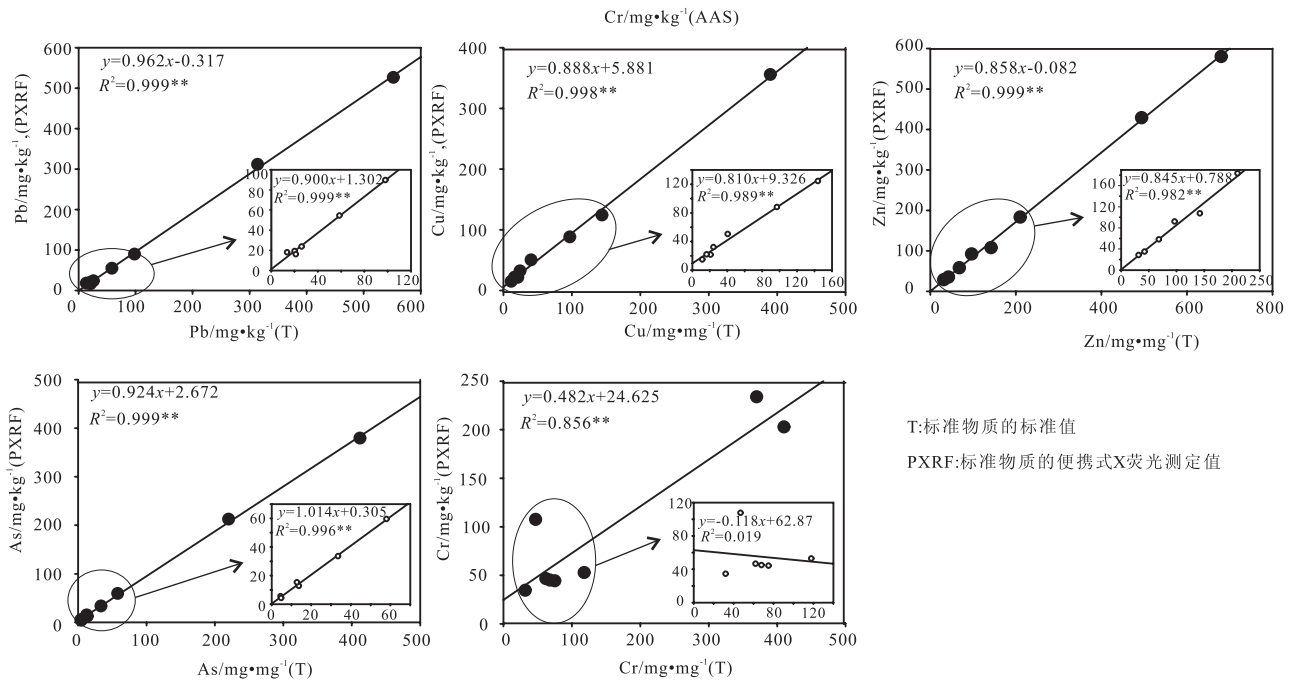 Cr/mg•kg⁻¹(AAS)
y=0.962x-0.317
R²=0.999**
Pb/mg•kg⁻¹,(PXRF)
600
500
400
300
200
100
0
0 100 200 300 400 500 600
Pb/mg•kg⁻¹(T)
y=0.900x+1.302
R²=0.999**
100
80
60
40
20
0
0 40 80 120
y=0.888x+5.881
R²=0.998**
Cu/mg•kg⁻¹,(PXRF)
400
300
200
100
0
0 100 200 300 400 500
Cu/mg•mg⁻¹(T)
y=0.810x+9.326
R²=0.989**
120
80
40
0
0 40 80 120 160
y=0.858x-0.082
R²=0.999**
Zn/mg•kg⁻¹(PXRF)
600
500
400
300
200
100
0
0 200 400 600 800
Zn/mg•mg⁻¹(T)
y=0.845x+0.788
R²=0.982**
160
120
80
40
0
0 50 100 150 200 250
y=0.924x+2.672
R²=0.999**
As/mg•kg⁻¹(PXRF)
500
400
300
200
100
0
0 100 200 300 400 500
As/mg•mg⁻¹(T)
y=1.014x+0.305
R²=0.996**
60
40
20
0
0 20 40 60
y=0.482x+24.625
R²=0.856**
Cr/mg•kg⁻¹(PXRF)
250
200
150
100
50
0
0 100 200 300 400 500
Cr/mg•mg⁻¹(T)
y=-0.118x+62.87
R²=0.019
120
80
40
0
0 40 80 120
T:标准物质的标准值
PXRF:标准物质的便携式X荧光测定值